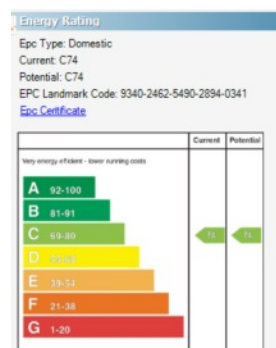 Energy Rating
Epc Type: Domestic
Current: C74
Potential: C74
EPC Landmark Code: 9340-2462-5490-2894-0341
Epc Certificate
Current Potential
Very energy efficient - lower running costs
A 92-100
B 81-91
C 69-80
74 74
D
E 39-54
F 21-38
G 1-20